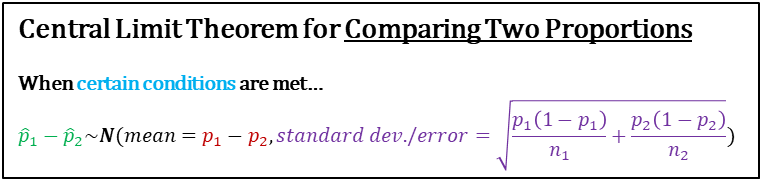 Central Limit Theorem for Comparing Two Proportions
When certain conditions are met...
p̂₁ − p̂₂~N(mean = p₁ − p₂, standard dev./error = √(p₁(1 − p₁)/n₁ + p₂(1 − p₂)/n₂))